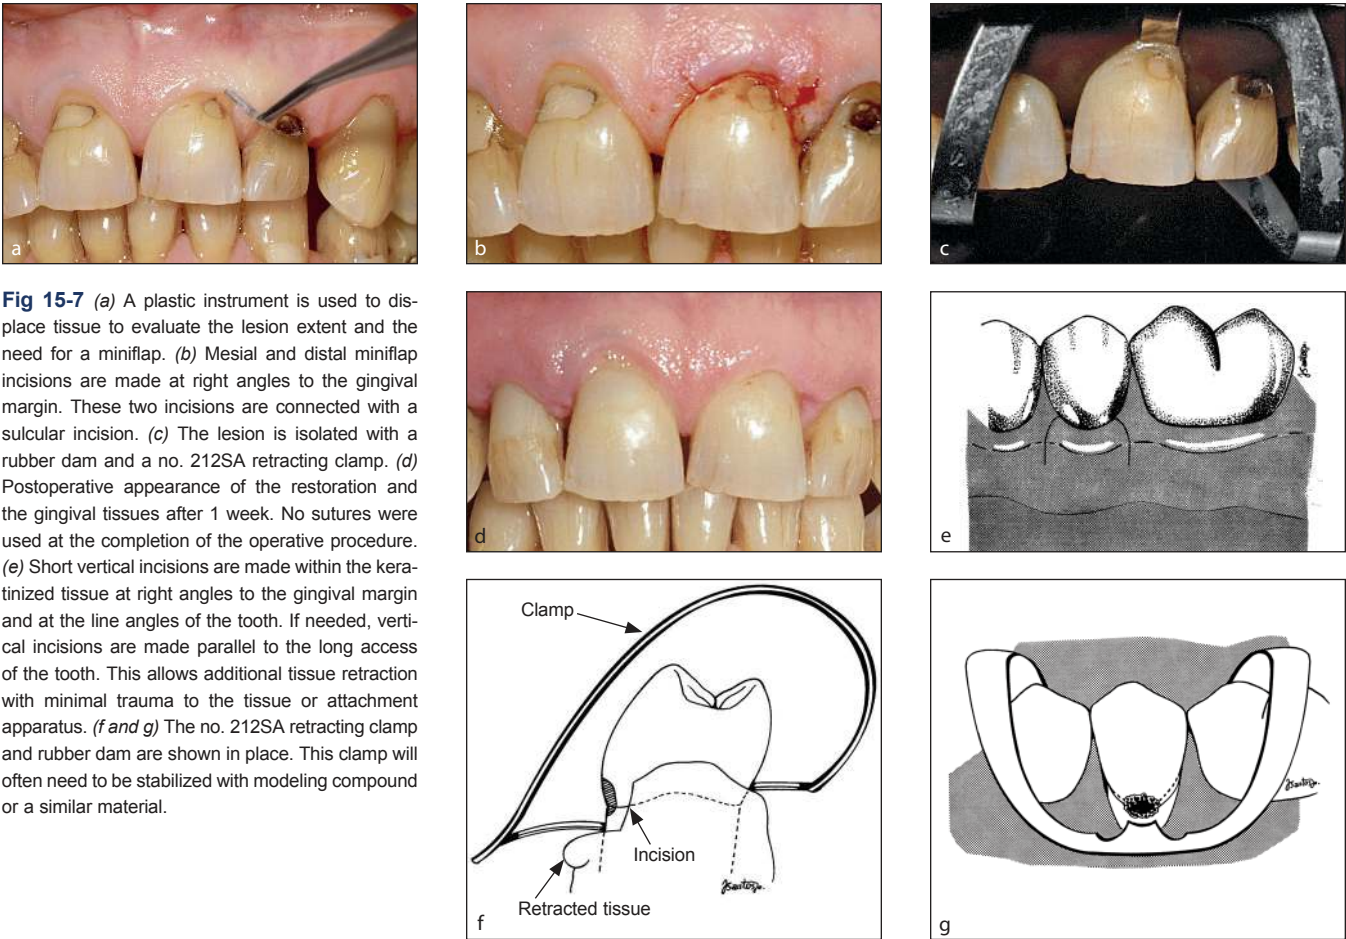 a
b
c
Fig 15-7 (a) A plastic instrument is used to dis-
place tissue to evaluate the lesion extent and the
need for a miniflap. (b) Mesial and distal miniflap
incisions are made at right angles to the gingival
margin. These two incisions are connected with a
sulcular incision. (c) The lesion is isolated with a
rubber dam and a no. 212SA retracting clamp. (d)
Postoperative appearance of the restoration and
the gingival tissues after 1 week. No sutures were
used at the completion of the operative procedure.
(e) Short vertical incisions are made within the kera-
tinized tissue at right angles to the gingival margin
and at the line angles of the tooth. If needed, verti-
cal incisions are made parallel to the long access
of the tooth. This allows additional tissue retraction
with minimal trauma to the tissue or attachment
apparatus. (f and g) The no. 212SA retracting clamp
and rubber dam are shown in place. This clamp will
often need to be stabilized with modeling compound
or a similar material.
d
e
Clamp
Incision
Retracted tissue
f
g